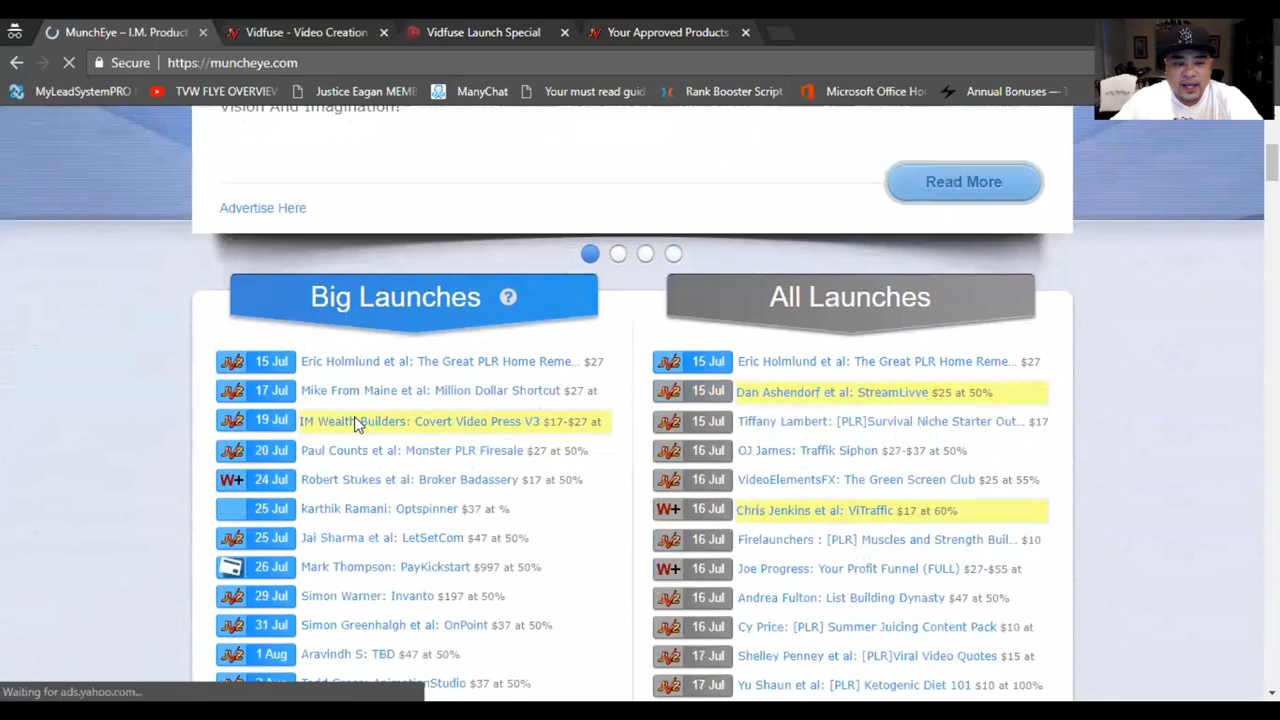 MunchEye – I.M. Product
Vidfuse - Video Creation
Vidfuse Launch Special
Your Approved Products
Secure https://muncheye.com
MyLeadSystemPRO
TVW FLYE OVERVIEW
Justice Eagan MEMB
ManyChat
Your must read guid
Rank Booster Script
Microsoft Office Ho
Annual Bonuses —
Vision And Imagination!
Read More
Advertise Here
Big Launches ?
All Launches
15 Jul Eric Holmlund et al: The Great PLR Home Reme... $27
17 Jul Mike From Maine et al: Million Dollar Shortcut $27 at
19 Jul IM Wealth Builders: Covert Video Press V3 $17-$27 at
20 Jul Paul Counts et al: Monster PLR Firesale $27 at 50%
W+ 24 Jul Robert Stukes et al: Broker Badassery $17 at 50%
25 Jul karthik Ramani: Optspinner $37 at %
25 Jul Jai Sharma et al: LetSetCom $47 at 50%
26 Jul Mark Thompson: PayKickstart $997 at 50%
29 Jul Simon Warner: Invanto $197 at 50%
31 Jul Simon Greenhalgh et al: OnPoint $37 at 50%
1 Aug Aravindh S: TBD $47 at 50%
AnimationStudio $37 at 50%
15 Jul Eric Holmlund et al: The Great PLR Home Reme... $27
15 Jul Dan Ashendorf et al: StreamLivve $25 at 50%
15 Jul Tiffany Lambert: [PLR]Survival Niche Starter Out... $17
16 Jul OJ James: Traffik Siphon $27-$37 at 50%
16 Jul VideoElementsFX: The Green Screen Club $25 at 55%
W+ 16 Jul Chris Jenkins et al: ViTraffic $17 at 60%
16 Jul Firelaunchers : [PLR] Muscles and Strength Buil... $10
W+ 16 Jul Joe Progress: Your Profit Funnel (FULL) $27-$55 at
16 Jul Andrea Fulton: List Building Dynasty $47 at 50%
16 Jul Cy Price: [PLR] Summer Juicing Content Pack $10 at
17 Jul Shelley Penney et al: [PLR]Viral Video Quotes $15 at
17 Jul Yu Shaun et al: [PLR] Ketogenic Diet 101 $10 at 100%
Waiting for ads.yahoo.com...